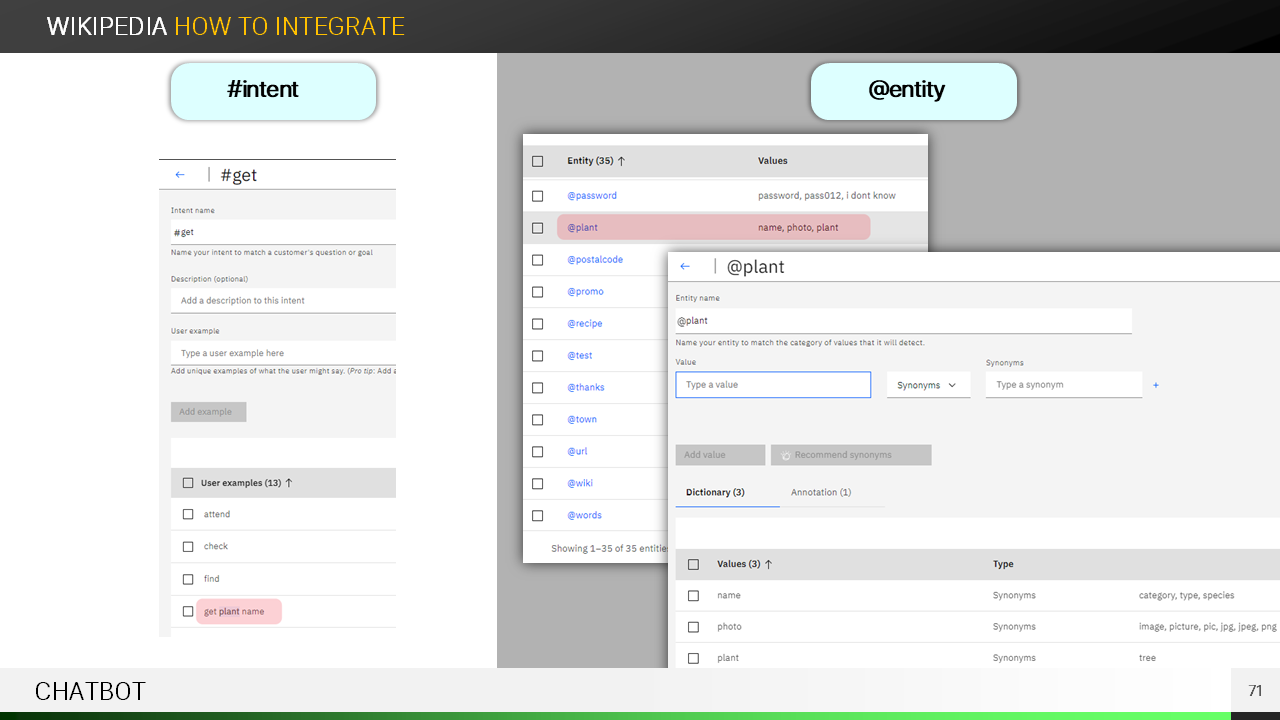 WIKIPEDIA HOW TO INTEGRATE
#intent
@entity
← | #get
Intent name
#get
Name your intent to match a customer's question or goal
Description (optional)
Add a description to this intent
User example
Type a user example here
Add unique examples of what the user might say. (Pro tip: Add
Add example
User examples (13) ↑
attend
check
find
get plant name
Entity (35) ↑ Values
@password password, pass012, i dont know
@plant name, photo, plant
@postalcode
@promo
@recipe
@test
@thanks
@town
@url
@wiki
@words
Showing 1–35 of 35 entities
← | @plant
Entity name
@plant
Name your entity to match the category of values that it will detect.
Value Synonyms
Type a value Synonyms Type a synonym +
Add value Recommend synonyms
Dictionary (3) Annotation (1)
Values (3) ↑ Type
name Synonyms category, type, species
photo Synonyms image, picture, pic, jpg, jpeg, png
plant Synonyms tree
CHATBOT
71